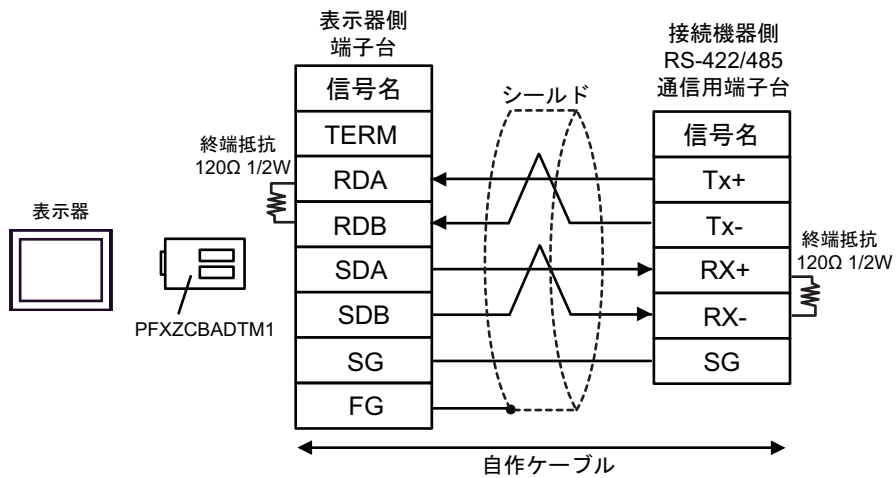 表示器側
端子台
信号名
TERM
RDA
RDB
SDA
SDB
SG
FG
終端抵抗
120Ω 1/2W
表示器
PFXZCBADTM1
シールド
接続機器側
RS-422/485
通信用端子台
信号名
Tx+
Tx-
RX+
RX-
SG
終端抵抗
120Ω 1/2W
自作ケーブル